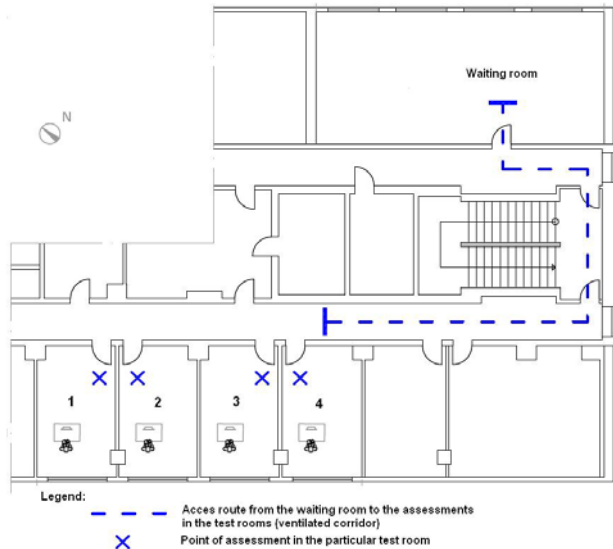 Waiting room
N
1
2
3
4
Legend:
Acces route from the waiting room to the assessments
in the test rooms (ventilated corridor)
Point of assessment in the particular test room